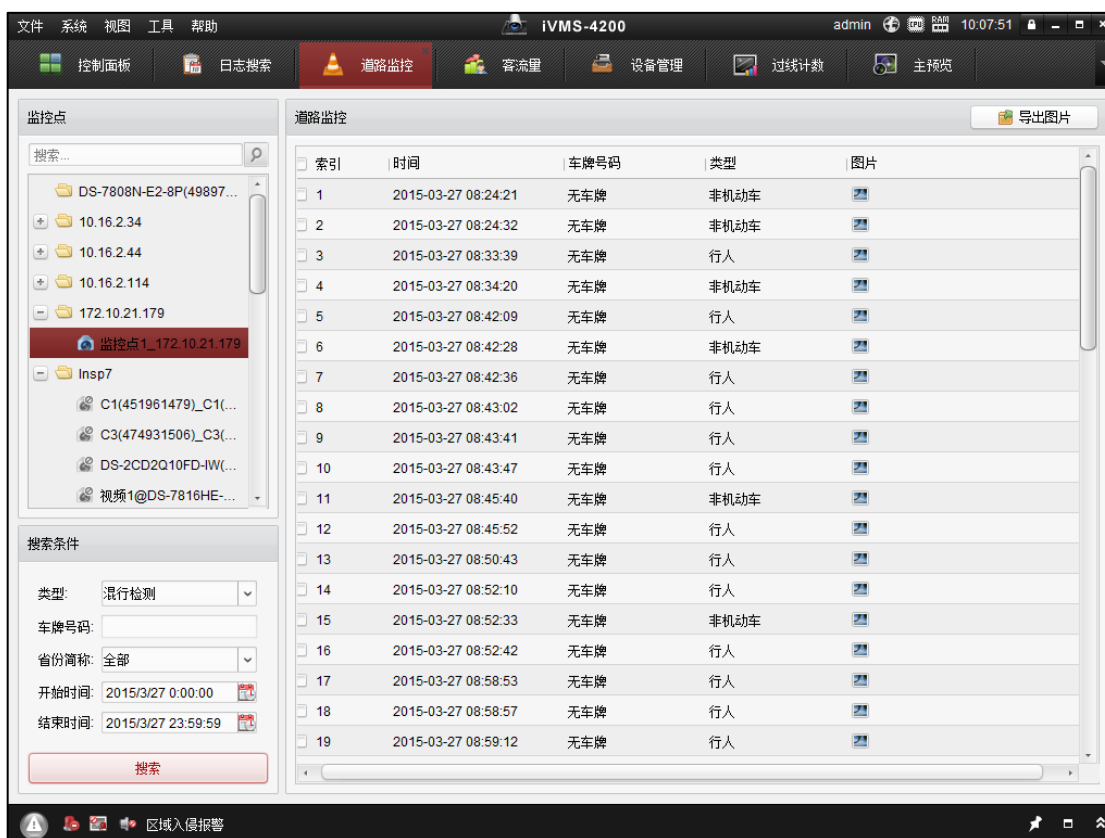 文件 系统 视图 工具 帮助 iVMS-4200 admin CPU RAM 10:07:51
控制面板 日志搜索 道路监控 客流量 设备管理 过线计数 主预览
监控点
搜索...
DS-7808N-E2-8P(49897...
10.16.2.34
10.16.2.44
10.16.2.114
172.10.21.179
监控点1_172.10.21.179
Insp7
C1(451961479)_C1(...
C3(474931506)_C3(...
DS-2CD2Q10FD-IW(...
视频1@DS-7816HE-...
搜索条件
类型: 混行检测
车牌号码:
省份简称: 全部
开始时间: 2015/3/27 0:00:00
结束时间: 2015/3/27 23:59:59
搜索
道路监控 导出图片
索引 时间 车牌号码 类型 图片
1 2015-03-27 08:24:21 无车牌 非机动车
2 2015-03-27 08:24:32 无车牌 非机动车
3 2015-03-27 08:33:39 无车牌 行人
4 2015-03-27 08:34:20 无车牌 非机动车
5 2015-03-27 08:42:09 无车牌 行人
6 2015-03-27 08:42:28 无车牌 非机动车
7 2015-03-27 08:42:36 无车牌 行人
8 2015-03-27 08:43:02 无车牌 行人
9 2015-03-27 08:43:41 无车牌 行人
10 2015-03-27 08:43:47 无车牌 行人
11 2015-03-27 08:45:40 无车牌 非机动车
12 2015-03-27 08:45:52 无车牌 行人
13 2015-03-27 08:50:43 无车牌 行人
14 2015-03-27 08:52:10 无车牌 行人
15 2015-03-27 08:52:33 无车牌 非机动车
16 2015-03-27 08:52:42 无车牌 行人
17 2015-03-27 08:58:53 无车牌 行人
18 2015-03-27 08:58:57 无车牌 行人
19 2015-03-27 08:59:12 无车牌 行人
区域入侵报警